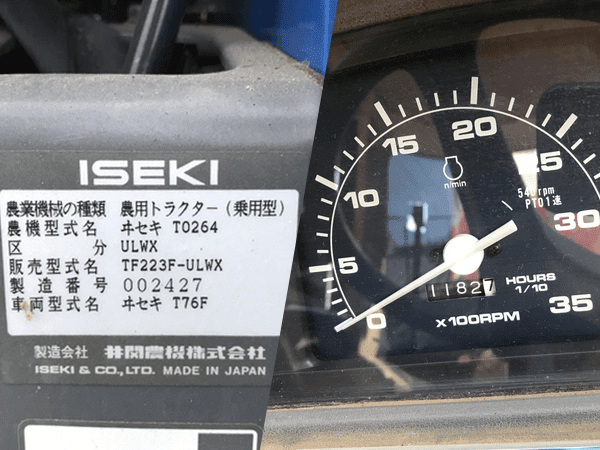 ISEKI
農業機械の種類 農用トラクター(乗用型)
農機型式名 ヰセキ TO264
区分 ULWX
販売型式名 TF223F-ULWX
製造番号 002427
車両型式名 ヰセキ T76F
製造会社 井関農機株式会社
ISEKI & CO., LTD. MADE IN JAPAN
0
5
10
15
20
25
30
35
n/min
540 rpm
PTO1速
11827
HOURS
1/10
X100RPM